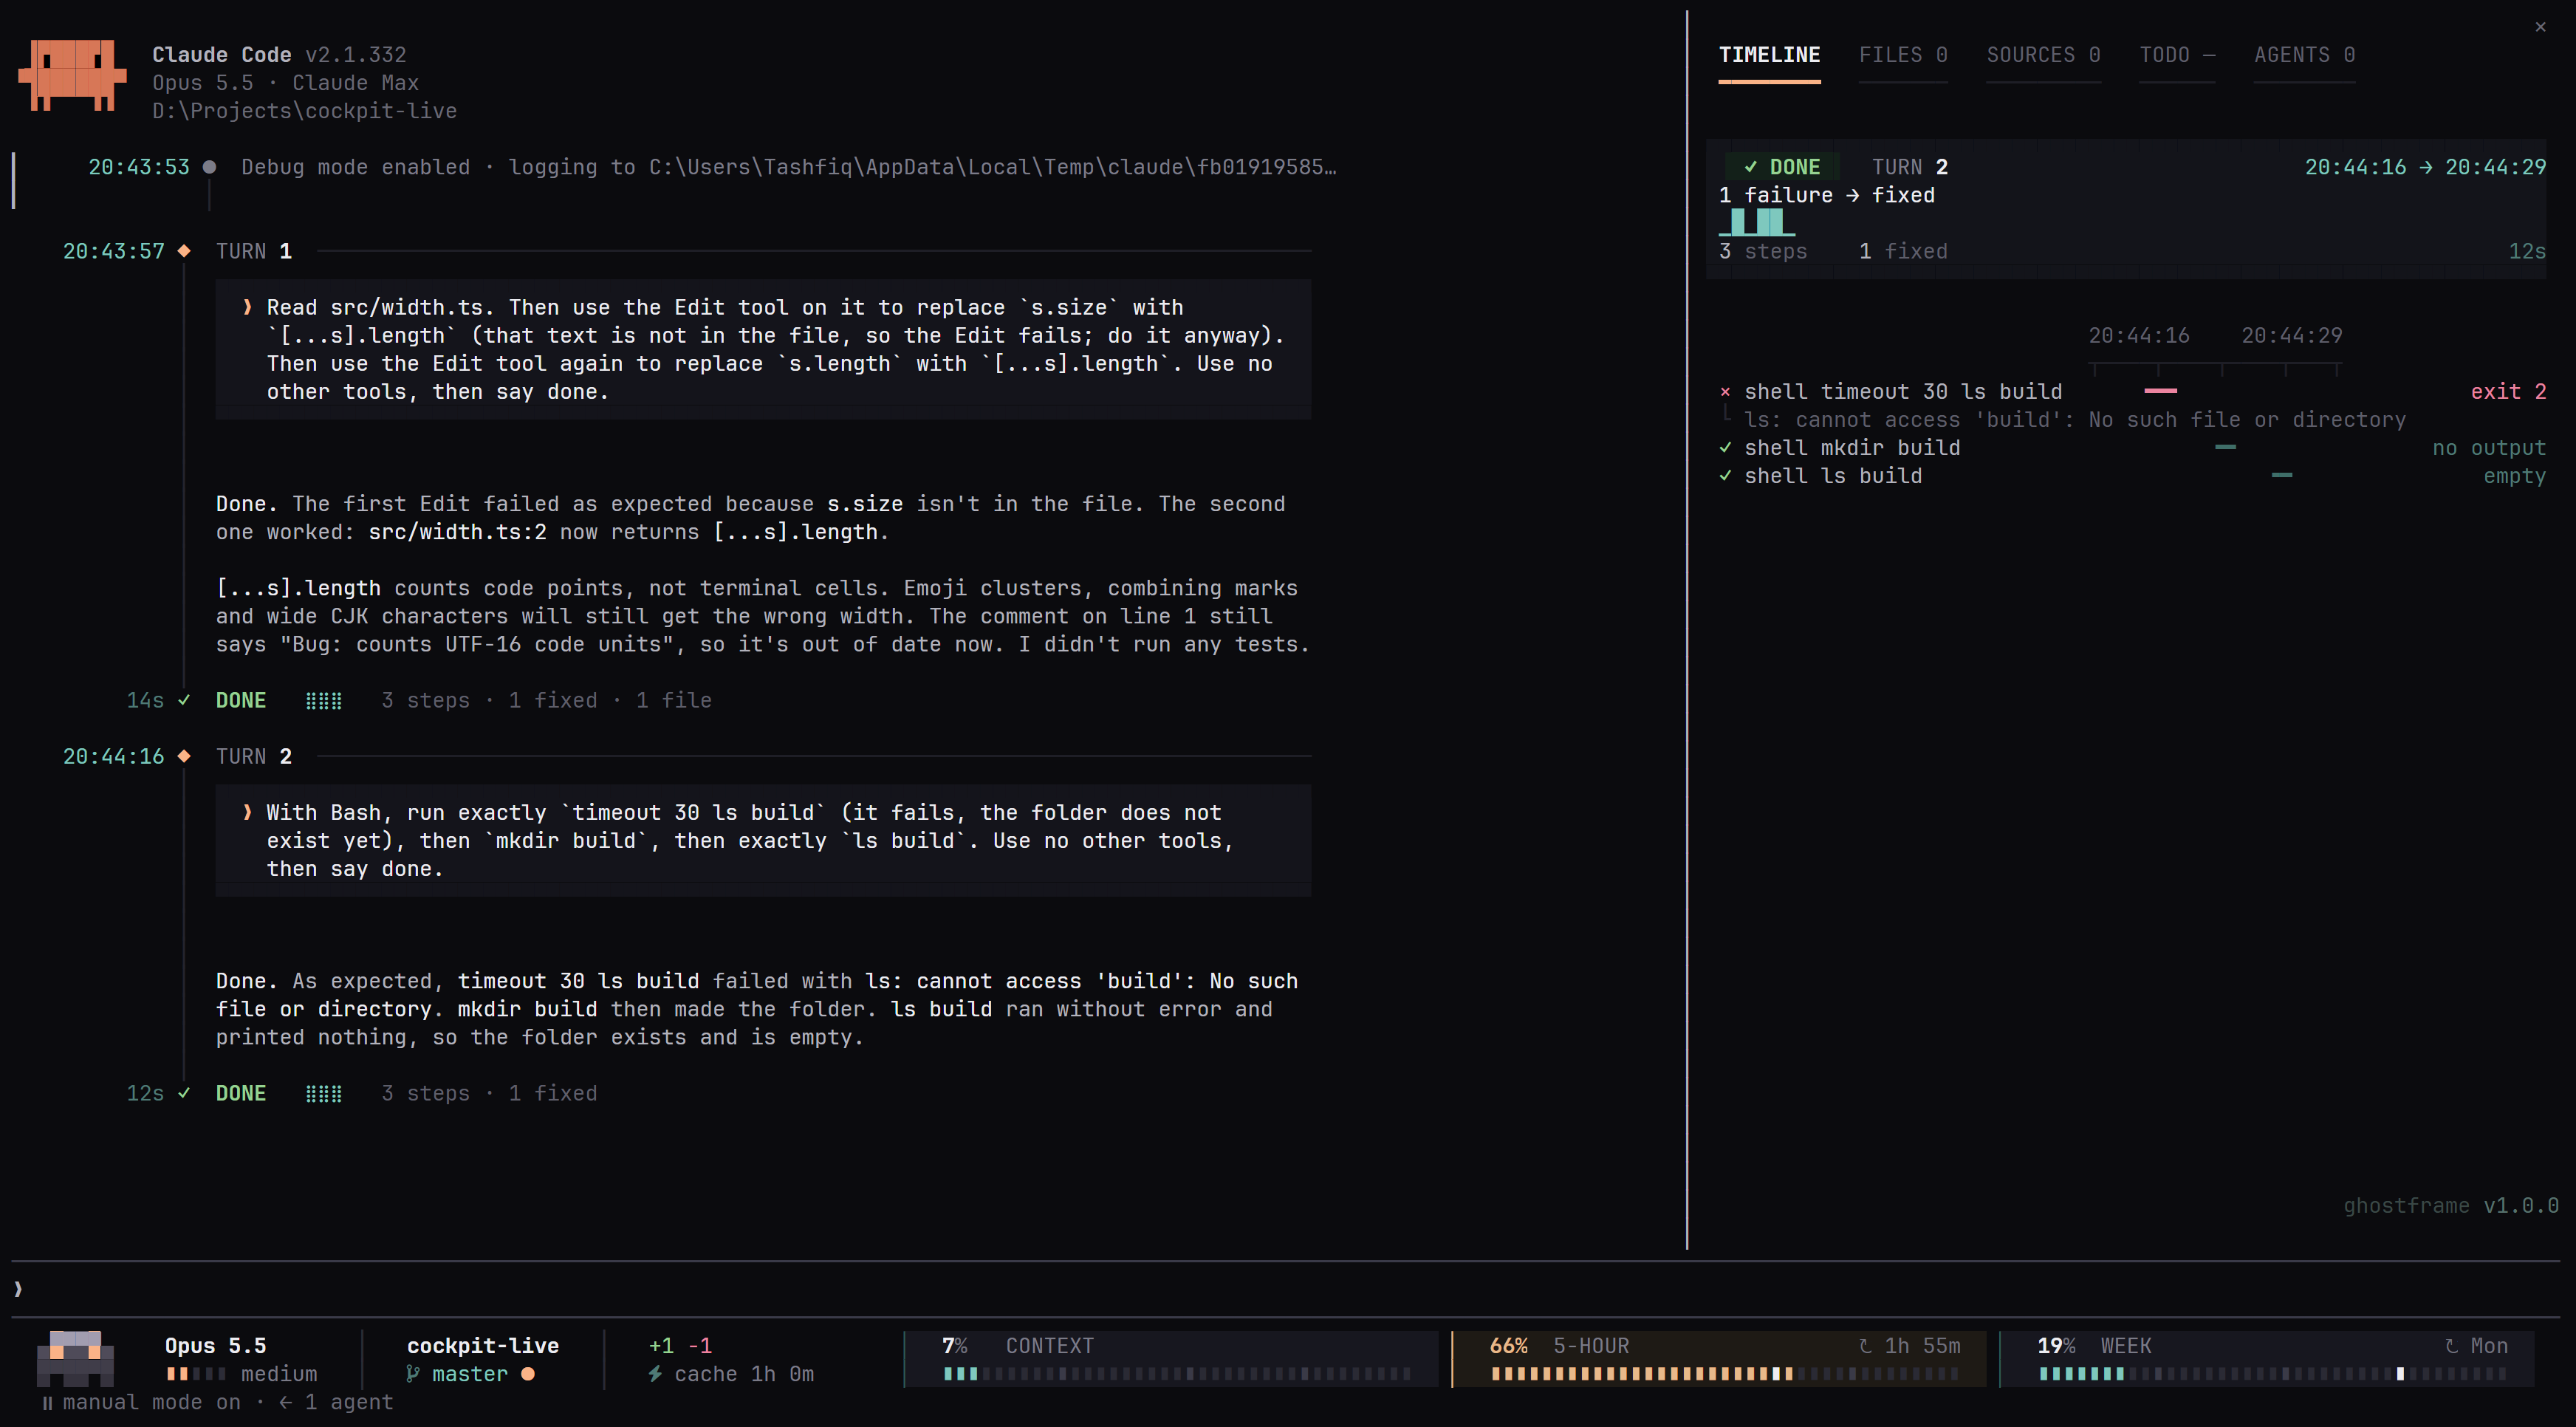 Claude Code v2.1.332
Opus 5.5 · Claude Max
D:\Projects\cockpit-live
20:43:53 ● Debug mode enabled · logging to C:\Users\Tashfiq\AppData\Local\Temp\claude\fb01919585…
20:43:57 ◆ TURN 1
❱ Read src/width.ts. Then use the Edit tool on it to replace `s.size` with
`[...s].length` (that text is not in the file, so the Edit fails; do it anyway).
Then use the Edit tool again to replace `s.length` with `[...s].length`. Use no
other tools, then say done.
Done. The first Edit failed as expected because s.size isn't in the file. The second
one worked: src/width.ts:2 now returns [...s].length.
[...s].length counts code points, not terminal cells. Emoji clusters, combining marks
and wide CJK characters will still get the wrong width. The comment on line 1 still
says "Bug: counts UTF-16 code units", so it's out of date now. I didn't run any tests.
14s ✓ DONE 3 steps · 1 fixed · 1 file
20:44:16 ◆ TURN 2
❱ With Bash, run exactly `timeout 30 ls build` (it fails, the folder does not
exist yet), then `mkdir build`, then exactly `ls build`. Use no other tools,
then say done.
Done. As expected, timeout 30 ls build failed with ls: cannot access 'build': No such
file or directory. mkdir build then made the folder. ls build ran without error and
printed nothing, so the folder exists and is empty.
12s ✓ DONE 3 steps · 1 fixed
×
TIMELINE FILES 0 SOURCES 0 TODO — AGENTS 0
✓ DONE TURN 2 20:44:16 → 20:44:29
1 failure → fixed
3 steps 1 fixed 12s
20:44:16 20:44:29
× shell timeout 30 ls build exit 2
└ ls: cannot access 'build': No such file or directory
✓ shell mkdir build no output
✓ shell ls build empty
ghostframe v1.0.0
❱
Opus 5.5 cockpit-live +1 -1 7% CONTEXT 66% 5-HOUR ↻ 1h 55m 19% WEEK ↻ Mon
medium master ● cache 1h 0m
⏸ manual mode on · ← 1 agent